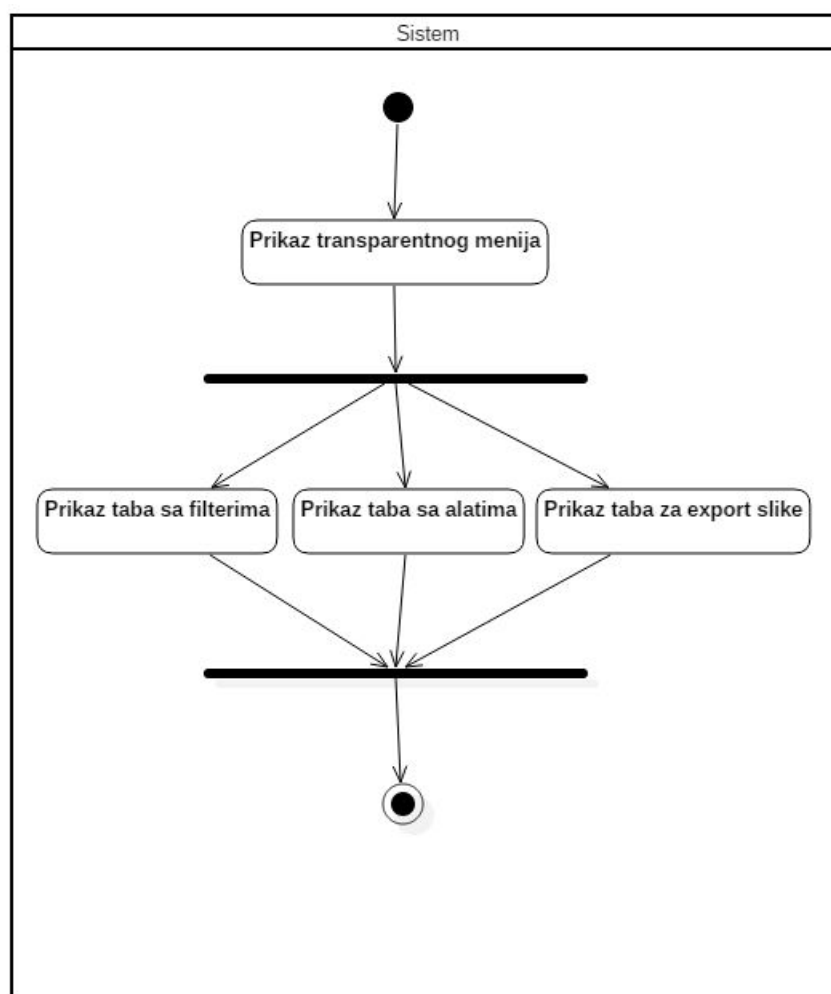 Sistem
Prikaz transparentnog menija
Prikaz taba sa filterima
Prikaz taba sa alatima
Prikaz taba za export slike